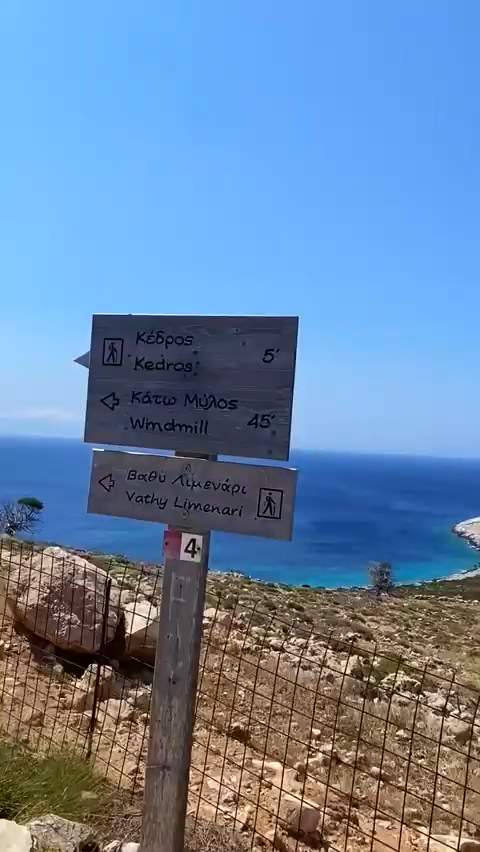 Κέδρος
Kedros
5'
Κάτω Μύλος
Windmill
45'
Βαθύ Λιμενάρι
Vathy Limenari
4